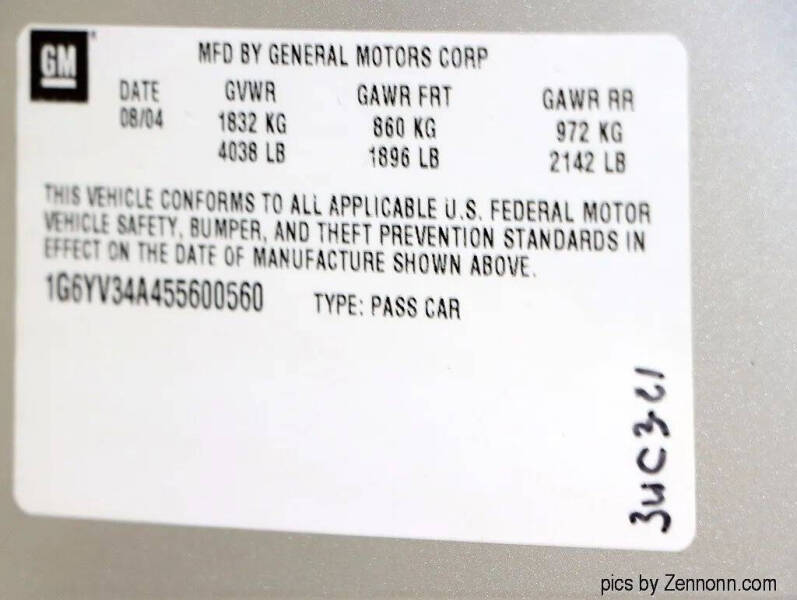 GM
MFD BY GENERAL MOTORS CORP
DATE GVWR GAWR FRT GAWR RR
08/04 1832 KG 860 KG 972 KG
4038 LB 1896 LB 2142 LB
THIS VEHICLE CONFORMS TO ALL APPLICABLE U.S. FEDERAL MOTOR
VEHICLE SAFETY, BUMPER, AND THEFT PREVENTION STANDARDS IN
EFFECT ON THE DATE OF MANUFACTURE SHOWN ABOVE.
1G6YV34A455600560 TYPE: PASS CAR
pics by Zennonn.com